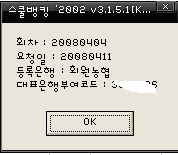 스쿨뱅킹 '2002 v3.1.5.1(K...
회차 : 20080404
요청일 : 20080411
등록은행 : 회원농협
대표은행부여코드 :
OK